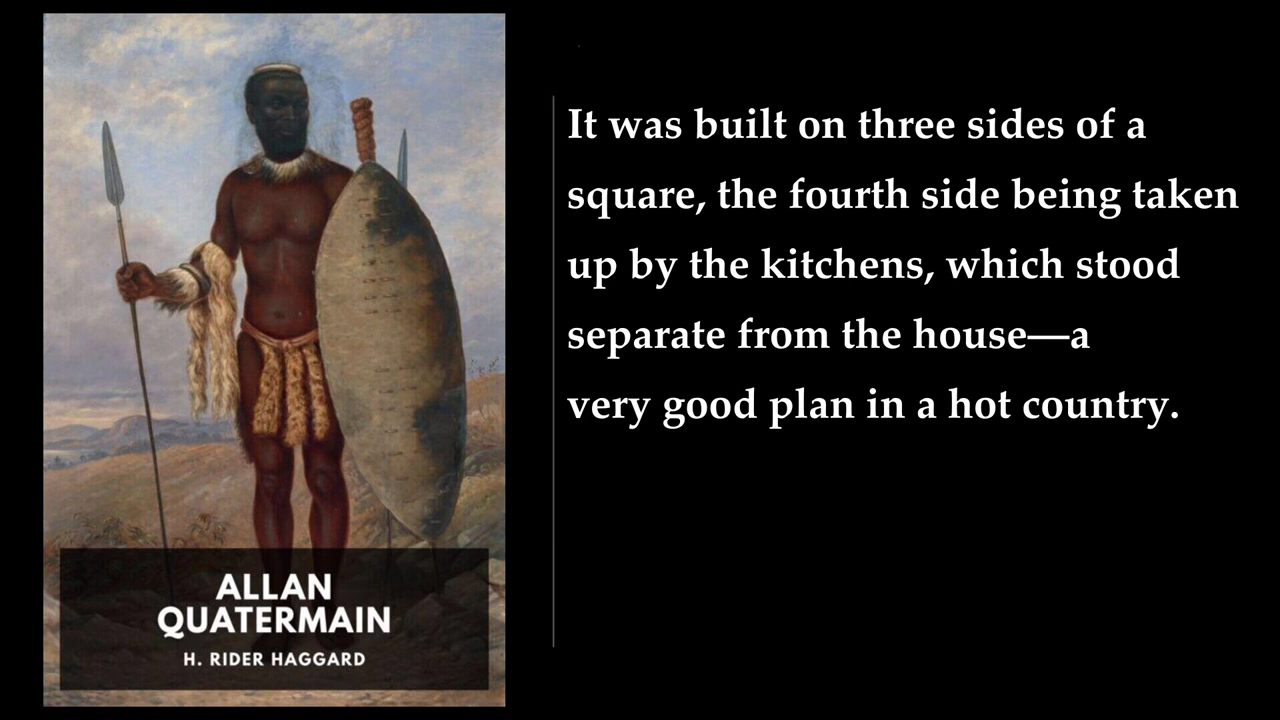 ALLAN
QUATERMAIN
H. RIDER HAGGARD
It was built on three sides of a
square, the fourth side being taken
up by the kitchens, which stood
separate from the house—a
very good plan in a hot country.